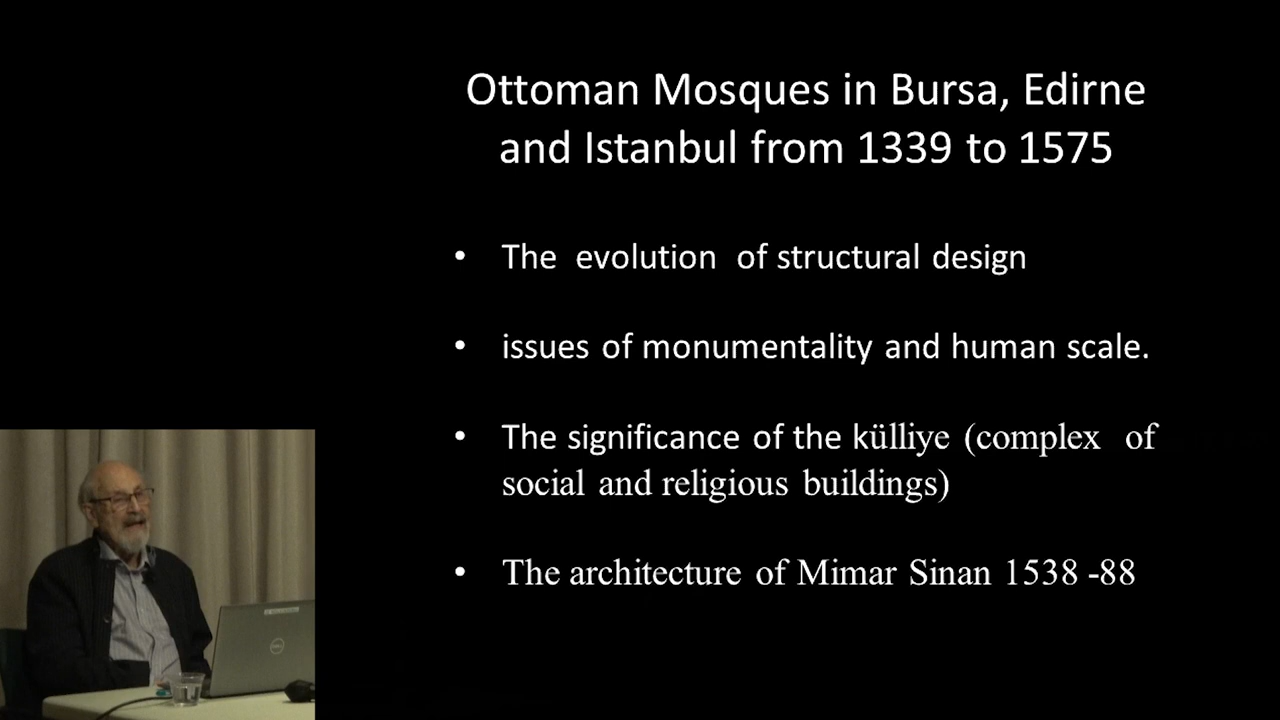 Ottoman Mosques in Bursa, Edirne
and Istanbul from 1339 to 1575
• The evolution of structural design
• issues of monumentality and human scale.
• The significance of the külliye (complex of
social and religious buildings)
• The architecture of Mimar Sinan 1538 -88
DELL